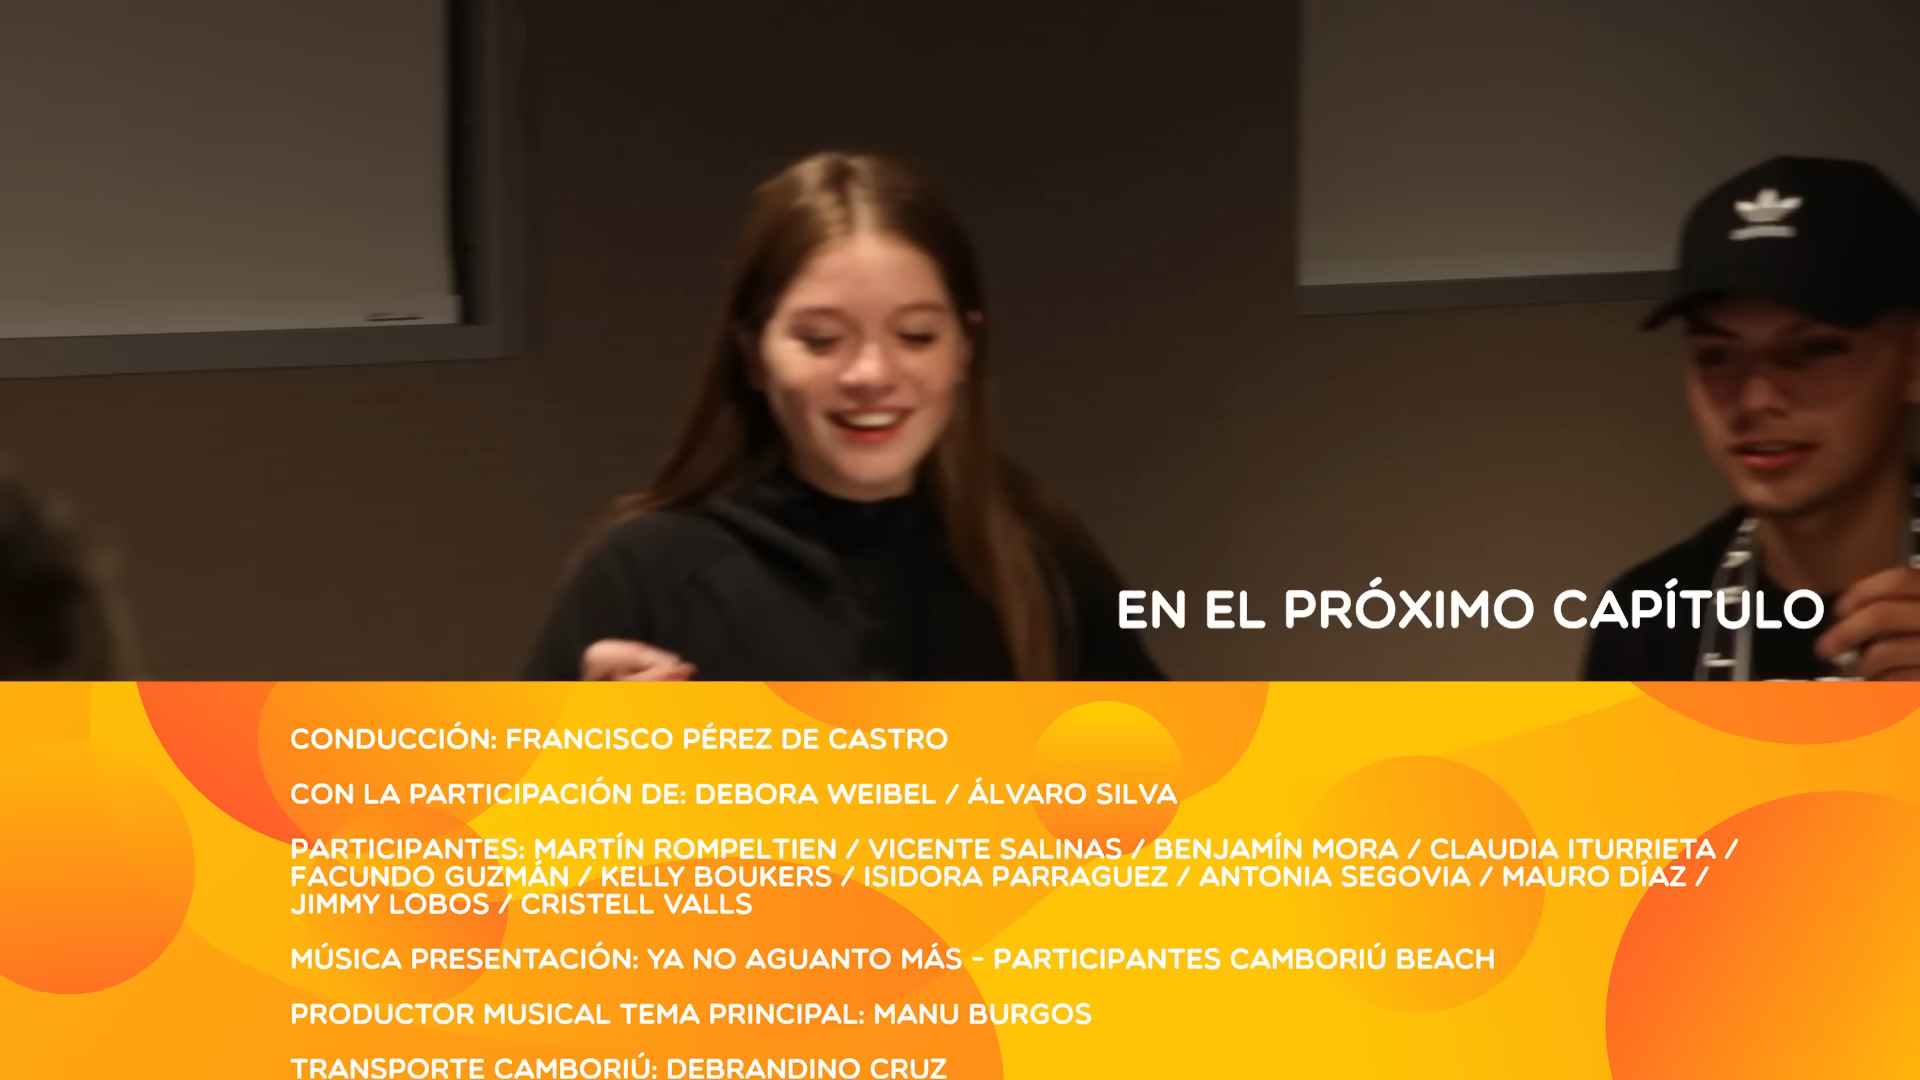 EN EL PRÓXIMO CAPÍTULO
CONDUCCIÓN: FRANCISCO PÉREZ DE CASTRO
CON LA PARTICIPACIÓN DE: DEBORA WEIBEL / ÁLVARO SILVA
PARTICIPANTES: MARTÍN ROMPELTIEN / VICENTE SALINAS / BENJAMÍN MORA / CLAUDIA ITURRIETA /
FACUNDO GUZMÁN / KELLY BOUKERS / ISIDORA PARRAGUEZ / ANTONIA SEGOVIA / MAURO DÍAZ /
JIMMY LOBOS / CRISTELL VALLS
MÚSICA PRESENTACIÓN: YA NO AGUANTO MÁS - PARTICIPANTES CAMBORIÚ BEACH
PRODUCTOR MUSICAL TEMA PRINCIPAL: MANU BURGOS
TRANSPORTE CAMBORIÚ: DEBRANDINO CRUZ